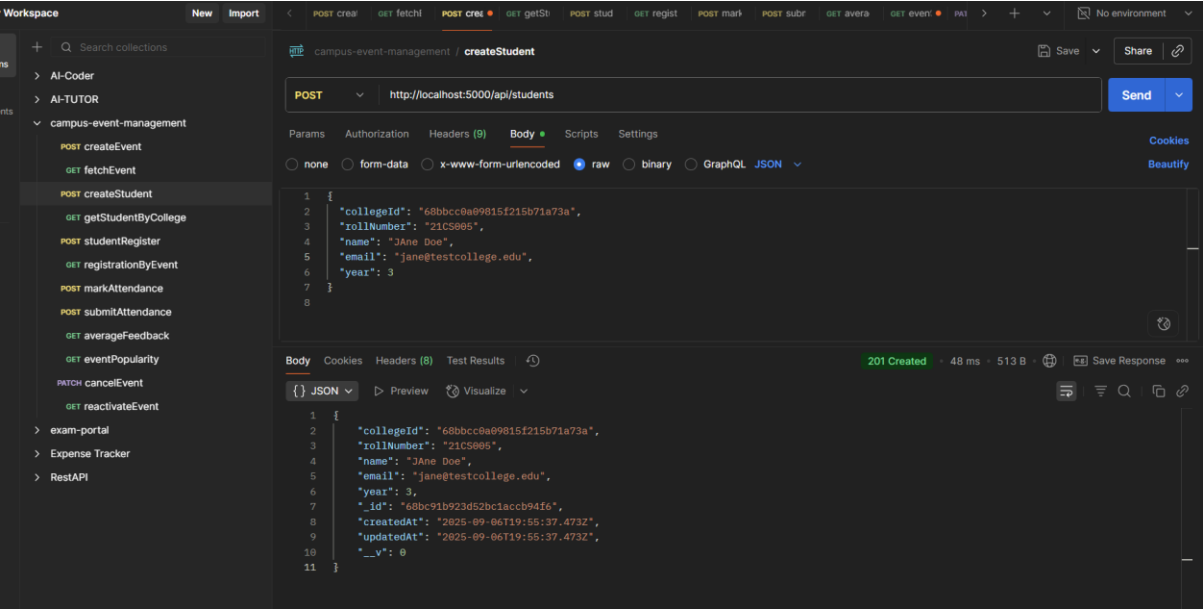 Workspace New Import
POST creat GET fetchE POST crea GET getStu POST stud GET regist POST mark POST subr GET avera GET event PAT No environment
Search collections
campus-event-management / createStudent Save Share
ns
AI-Coder
AI-TUTOR
POST http://localhost:5000/api/students Send
nts
campus-event-management
POST createEvent
Params Authorization Headers (9) Body Scripts Settings
Cookies
GET fetchEvent
none form-data x-www-form-urlencoded raw binary GraphQL JSON Beautify
POST createStudent
GET getStudentByCollege
POST studentRegister
GET registrationByEvent
POST markAttendance
POST submitAttendance
GET averageFeedback
GET eventPopularity
PATCH cancelEvent
GET reactivateEvent
exam-portal
Expense Tracker
RestAPI
1 {
2 "collegeId": "68bbcc0a09815f215b71a73a",
3 "rollNumber": "21CS005",
4 "name": "JAne Doe",
5 "email": "jane@testcollege.edu",
6 "year": 3
7 }
8
Body Cookies Headers (8) Test Results 201 Created 48 ms 513 B e.g. Save Response
{} JSON Preview Visualize
1 {
2 "collegeId": "68bbcc0a09815f215b71a73a",
3 "rollNumber": "21CS005",
4 "name": "JAne Doe",
5 "email": "jane@testcollege.edu",
6 "year": 3,
7 "_id": "68bc91b923d52bc1accb94f6",
8 "createdAt": "2025-09-06T19:55:37.473Z",
9 "updatedAt": "2025-09-06T19:55:37.473Z",
10 "__v": 0
11 }